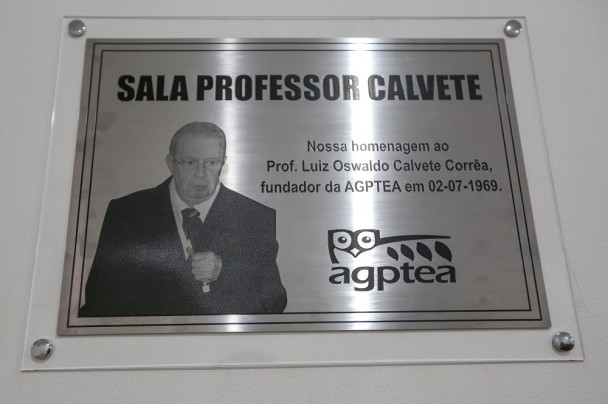 SALA PROFESSOR CALVETE
Nossa homenagem ao
Prof. Luiz Oswaldo Calvete Corrêa,
fundador da AGPTEA em 02-07-1969.
agptea